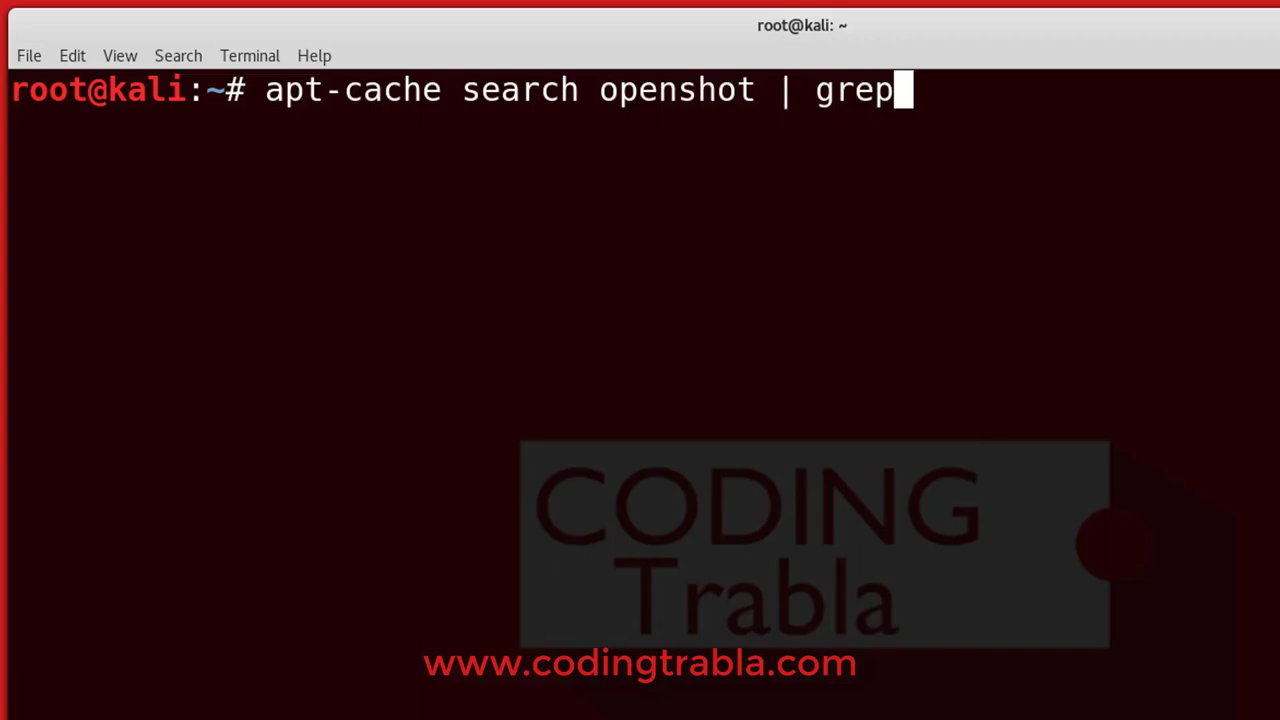 root@kali: ~
File Edit View Search Terminal Help
root@kali:~# apt-cache search openshot | grep
CODING
Trabla
www.codingtrabla.com